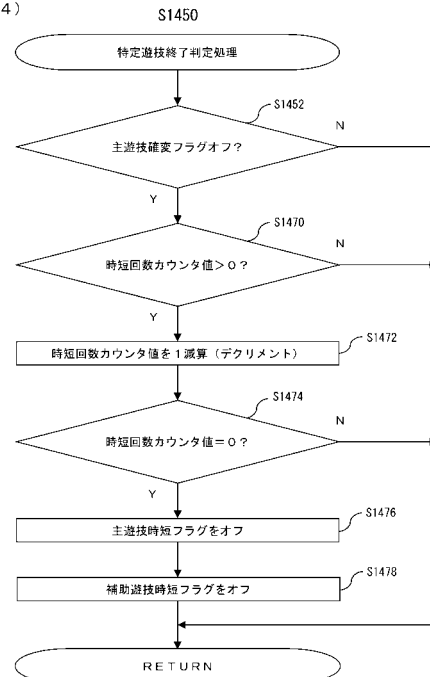 4）
S1450
特定遊技終了判定処理
S1452
主遊技確変フラグオフ？
N
Y
S1470
時短回数カウンタ値＞０？
N
Y
S1472
時短回数カウンタ値を１減算（デクリメント）
S1474
時短回数カウンタ値＝０？
N
Y
S1476
主遊技時短フラグをオフ
S1478
補助遊技時短フラグをオフ
RETURN